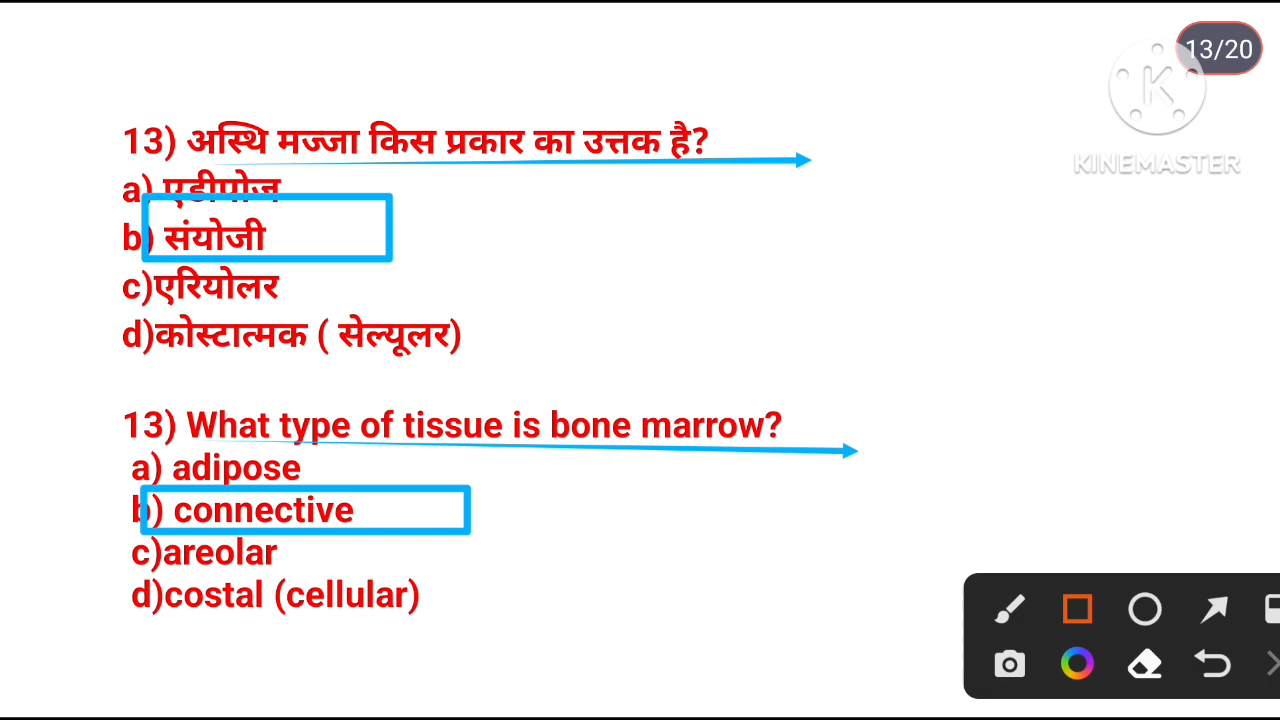 13/20
KINEMASTER
13) अस्थि मज्जा किस प्रकार का उत्तक है?
a) एडीपोज
b) संयोजी
c)एरियोलर
d)कोस्टात्मक ( सेल्यूलर)
13) What type of tissue is bone marrow?
a) adipose
b) connective
c)areolar
d)costal (cellular)